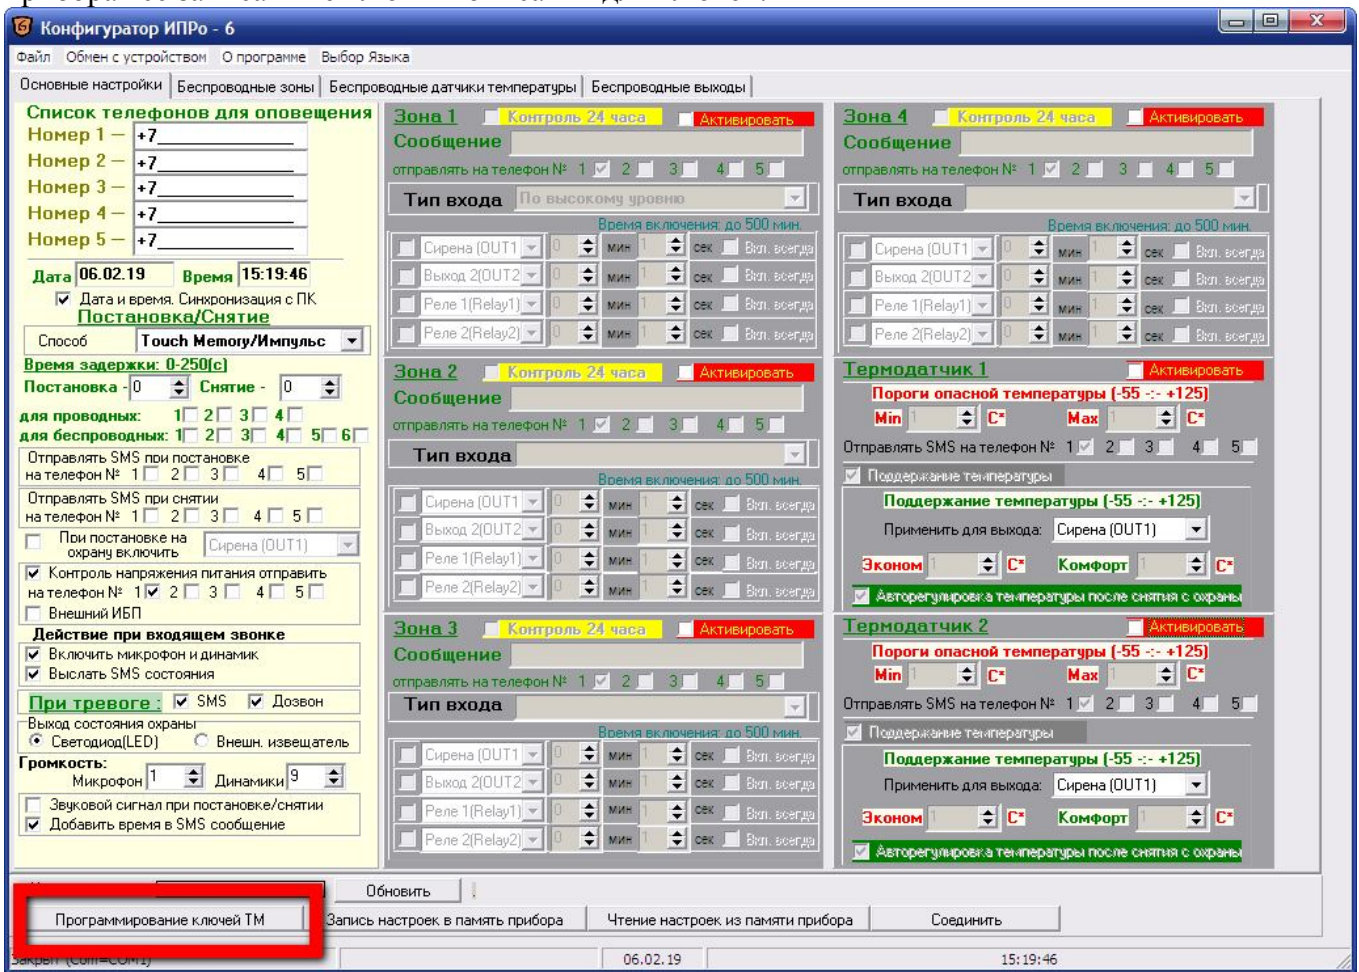 Конфигуратор ИПРо - 6
Файл Обмен с устройством О программе Выбор Языка
Основные настройки Беспроводные зоны Беспроводные датчики температуры Беспроводные выходы
Список телефонов для оповещения
Номер 1 – +7__________
Номер 2 – +7__________
Номер 3 – +7__________
Номер 4 – +7__________
Номер 5 – +7__________
Дата 06.02.19 Время 15:19:46
Дата и время. Синхронизация с ПК
Постановка/Снятие
Способ Touch Memory/Импульс
Время задержки: 0-250(с)
Постановка - 0 Снятие - 0
для проводных: 1 2 3 4
для беспроводных: 1 2 3 4 5 6
Отправлять SMS при постановке
на телефон № 1 2 3 4 5
Отправлять SMS при снятии
на телефон № 1 2 3 4 5
При постановке на
охрану включить Сирена (OUT1)
Контроль напряжения питания отправить
на телефон № 1 2 3 4 5
Внешний ИБП
Действие при входящем звонке
Включить микрофон и динамик
Выслать SMS состояния
При тревоге : SMS Дозвон
Выход состояния охраны
Светодиод(LED) Внешн. извещатель
Громкость:
Микрофон 1 Динамики 9
Звуковой сигнал при постановке/снятии
Добавить время в SMS сообщение
Зона 1 Контроль 24 часа Активировать
Сообщение
отправлять на телефон № 1 2 3 4 5
Тип входа По высокому уровню
Время включения: до 500 мин.
Сирена (OUT1 0 мин 1 сек Вкл. всегда
Выход 2(OUT2 0 мин 1 сек Вкл. всегда
Реле 1(Relay1) 0 мин 1 сек Вкл. всегда
Реле 2(Relay2) 0 мин 1 сек Вкл. всегда
Зона 2 Контроль 24 часа Активировать
Сообщение
отправлять на телефон № 1 2 3 4 5
Тип входа
Время включения: до 500 мин.
Сирена (OUT1 0 мин 1 сек Вкл. всегда
Выход 2(OUT2 0 мин 1 сек Вкл. всегда
Реле 1(Relay1) 0 мин 1 сек Вкл. всегда
Реле 2(Relay2) 0 мин 1 сек Вкл. всегда
Зона 3 Контроль 24 часа Активировать
Сообщение
отправлять на телефон № 1 2 3 4 5
Тип входа
Время включения: до 500 мин.
Сирена (OUT1 0 мин 1 сек Вкл. всегда
Выход 2(OUT2 0 мин 1 сек Вкл. всегда
Реле 1(Relay1) 0 мин 1 сек Вкл. всегда
Реле 2(Relay2) 0 мин 1 сек Вкл. всегда
Зона 4 Контроль 24 часа Активировать
Сообщение
отправлять на телефон № 1 2 3 4 5
Тип входа
Время включения: до 500 мин.
Сирена (OUT1 0 мин 1 сек Вкл. всегда
Выход 2(OUT2 0 мин 1 сек Вкл. всегда
Реле 1(Relay1) 0 мин 1 сек Вкл. всегда
Реле 2(Relay2) 0 мин 1 сек Вкл. всегда
Термодатчик 1 Активировать
Пороги опасной температуры (-55 -:- +125)
Min 1 С* Max 1 С*
Отправлять SMS на телефон № 1 2 3 4 5
Поддержание температуры
Поддержание температуры (-55 -:- +125)
Применить для выхода: Сирена (OUT1)
Эконом 1 С* Комфорт 1 С*
Авторегулировка температуры после снятия с охраны
Термодатчик 2 Активировать
Пороги опасной температуры (-55 -:- +125)
Min 1 С* Max 1 С*
Отправлять SMS на телефон № 1 2 3 4 5
Поддержание температуры
Поддержание температуры (-55 -:- +125)
Применить для выхода: Сирена (OUT1)
Эконом 1 С* Комфорт 1 С*
Авторегулировка температуры после снятия с охраны
Обновить
Программирование ключей ТМ Запись настроек в память прибора Чтение настроек из памяти прибора Соединить
Закрыт (Com=COM1) 06.02.19 15:19:46